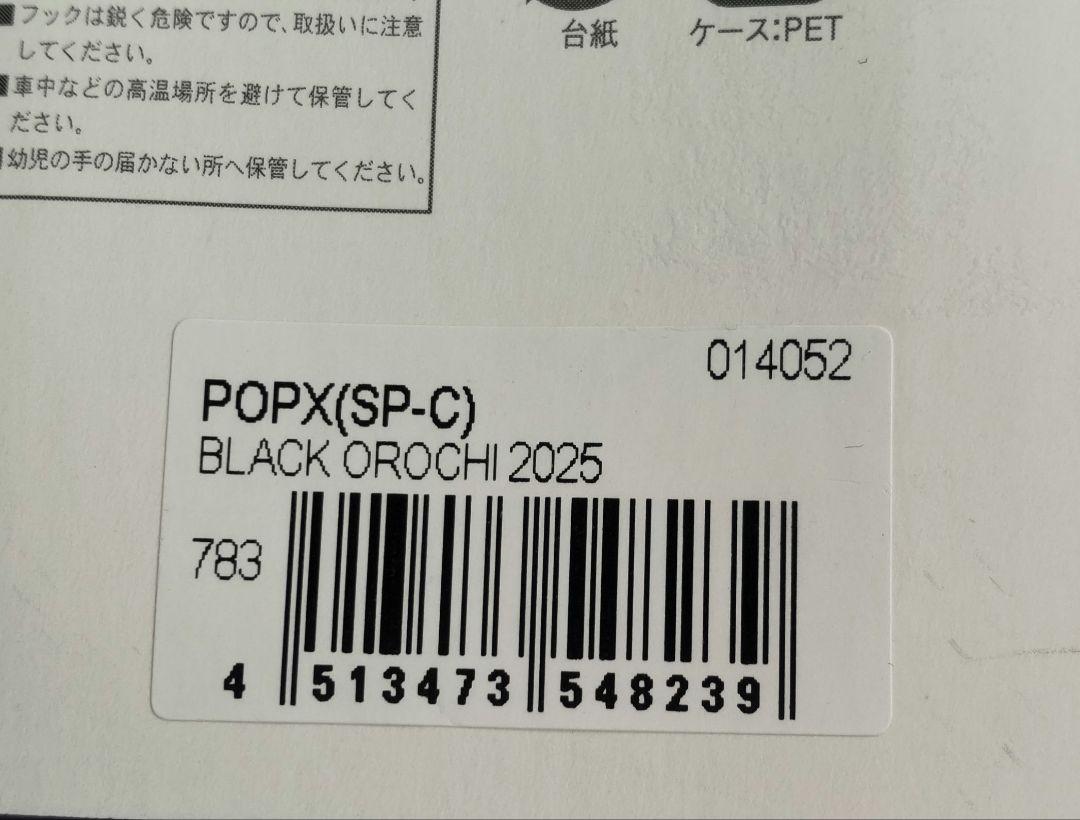 ■フックは鋭く危険ですので、取扱いに注意
してください。
■車中などの高温場所を避けて保管してく
ださい。
■幼児の手の届かない所へ保管してください。
台紙
ケース:PET
014052
POPX(SP-C)
BLACK OROCHI 2025
783
4 513473 548239